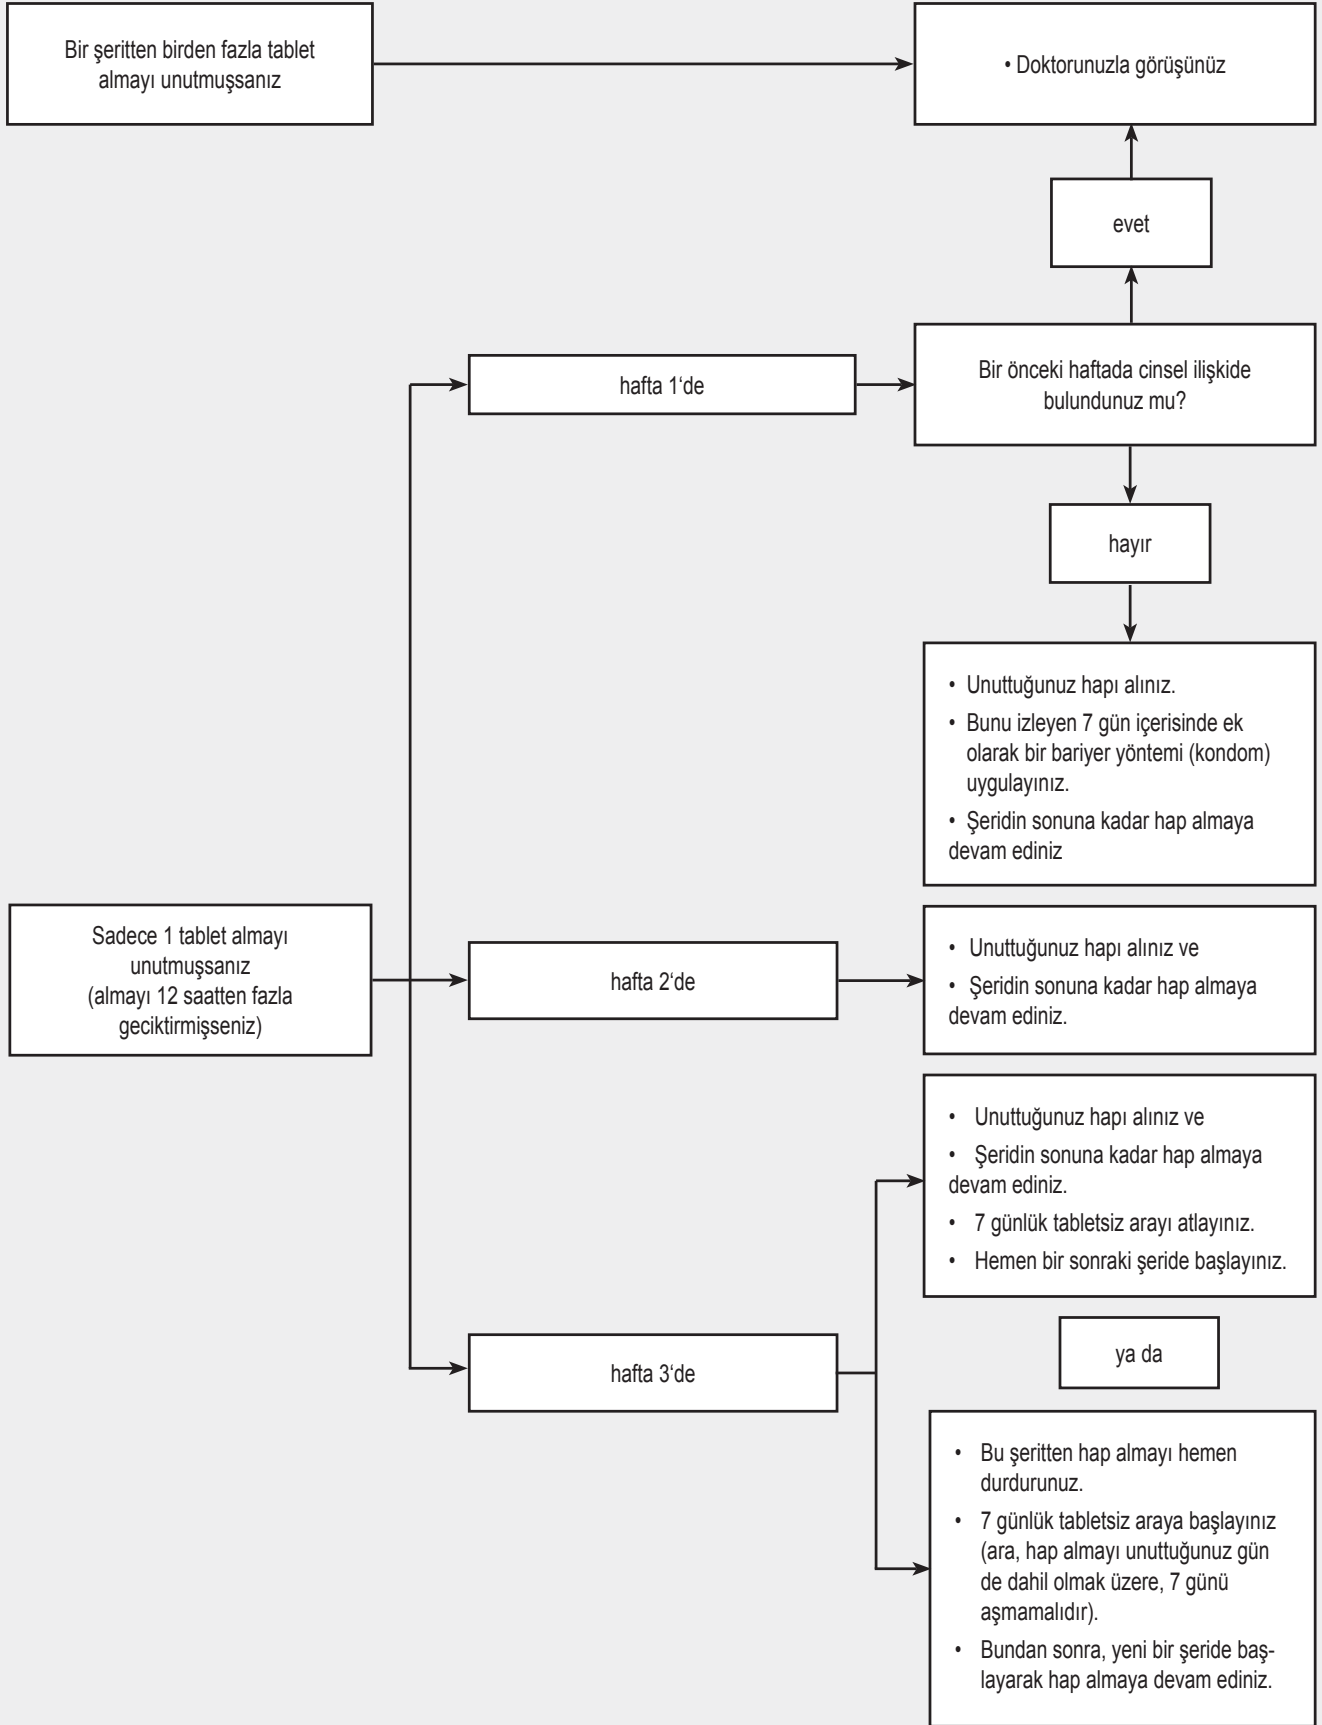 Bir şeritten birden fazla tablet
almayı unutmuşsanız
• Doktorunuzla görüşünüz
evet
hafta 1‘de
Bir önceki haftada cinsel ilişkide
bulundunuz mu?
hayır
• Unuttuğunuz hapı alınız.
• Bunu izleyen 7 gün içerisinde ek
olarak bir bariyer yöntemi (kondom)
uygulayınız.
• Şeridin sonuna kadar hap almaya
devam ediniz
Sadece 1 tablet almayı
unutmuşsanız
(almayı 12 saatten fazla
geciktirmişseniz)
hafta 2‘de
• Unuttuğunuz hapı alınız ve
• Şeridin sonuna kadar hap almaya
devam ediniz.
• Unuttuğunuz hapı alınız ve
• Şeridin sonuna kadar hap almaya
devam ediniz.
• 7 günlük tabletsiz arayı atlayınız.
• Hemen bir sonraki şeride başlayınız.
hafta 3‘de
ya da
• Bu şeritten hap almayı hemen
durdurunuz.
• 7 günlük tabletsiz araya başlayınız
(ara, hap almayı unuttuğunuz gün
de dahil olmak üzere, 7 günü
aşmamalıdır).
• Bundan sonra, yeni bir şeride baş-
layarak hap almaya devam ediniz.